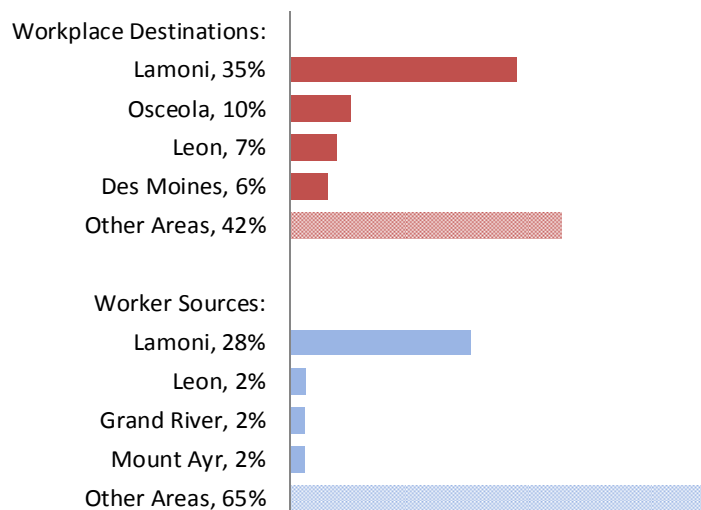 Workplace Destinations:
Lamoni, 35%
Osceola, 10%
Leon, 7%
Des Moines, 6%
Other Areas, 42%
Worker Sources:
Lamoni, 28%
Leon, 2%
Grand River, 2%
Mount Ayr, 2%
Other Areas, 65%